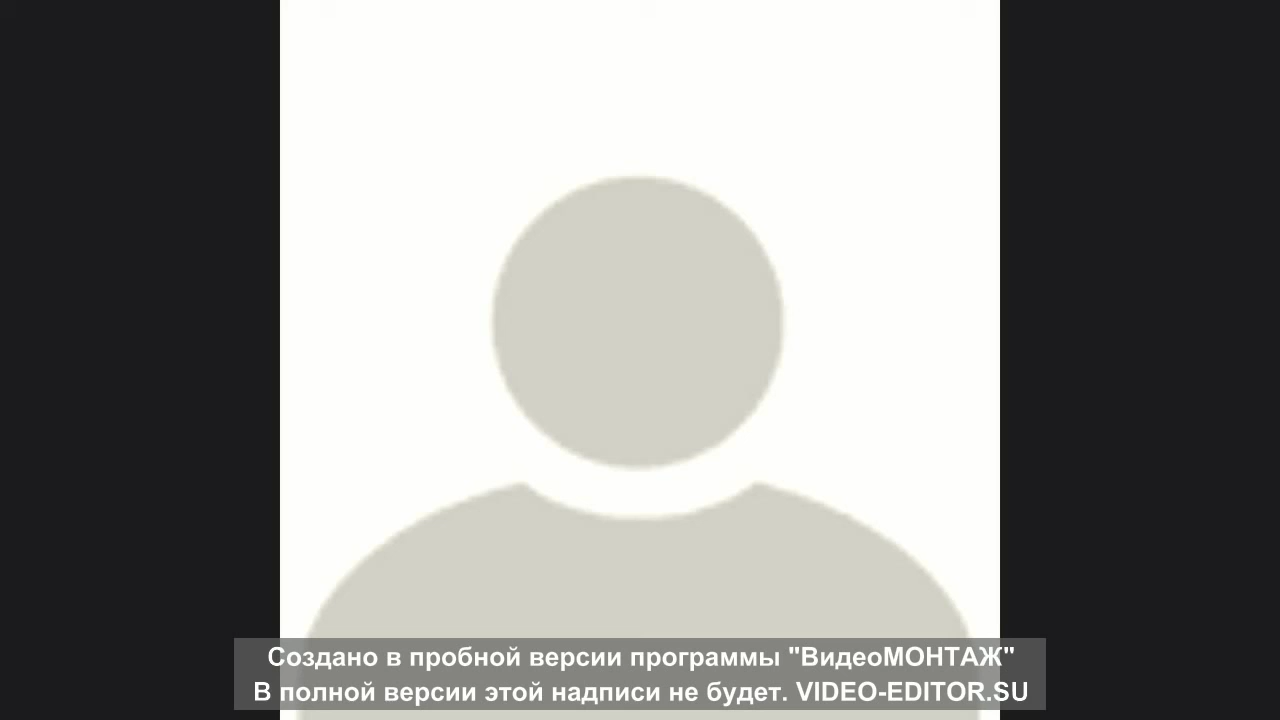 Создано в пробной версии программы "ВидеоМОНТАЖ"
В полной версии этой надписи не будет. VIDEO-EDITOR.SU